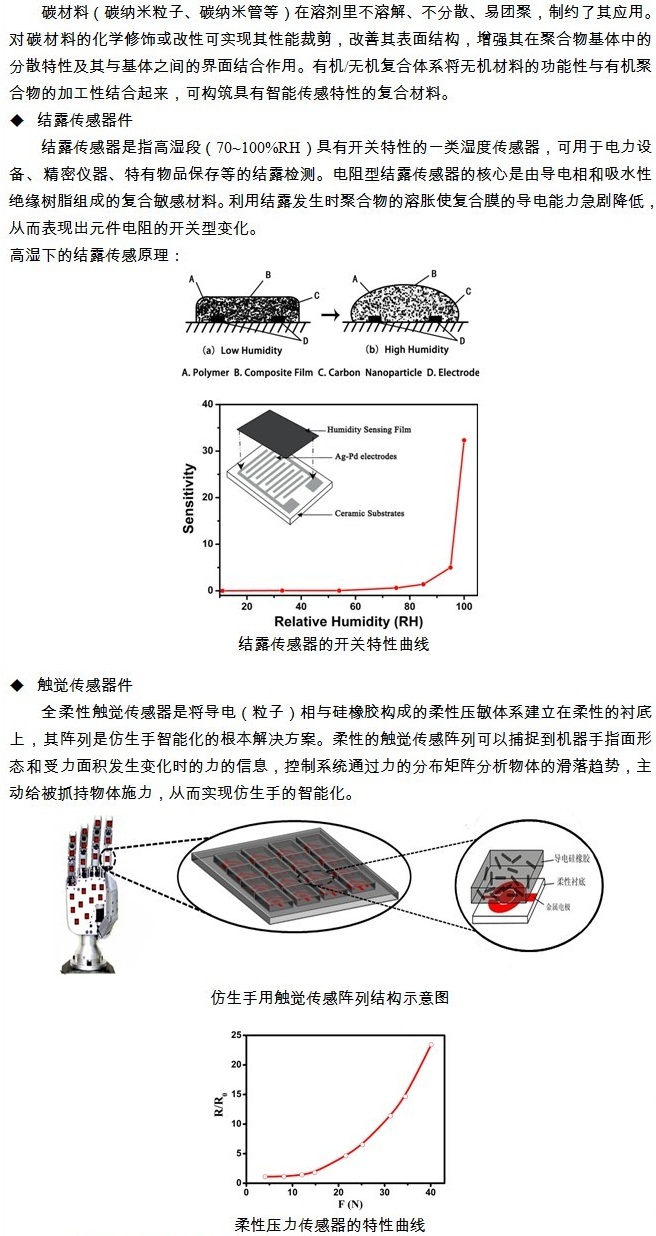 碳材料（碳纳米粒子、碳纳米管等）在溶剂里不溶解、不分散、易团聚，制约了其应用。
对碳材料的化学修饰或改性可实现其性能裁剪，改善其表面结构，增强其在聚合物基体中的
分散特性及其与基体之间的界面结合作用。有机/无机复合体系将无机材料的功能性与有机聚
合物的加工性结合起来，可构筑具有智能传感特性的复合材料。
◆ 结露传感器件
结露传感器是指高湿段（70~100%RH）具有开关特性的一类湿度传感器，可用于电力设
备、精密仪器、特有物品保存等的结露检测。电阻型结露传感器的核心是由导电相和吸水性
绝缘树脂组成的复合敏感材料。利用结露发生时聚合物的溶胀使复合膜的导电能力急剧降低，
从而表现出元件电阻的开关型变化。
高湿下的结露传感原理：
A B C D
A B C D
(a) Low Humidity (b) High Humidity
A. Polymer B. Composite Film C. Carbon Nanoparticle D. Electrode
Sensitivity
40
30
20
10
0
Humidity Sensing Film
Ag-Pd electrodes
Ceramic Substrates
20 40 60 80 100
Relative Humidity (RH)
结露传感器的开关特性曲线
◆ 触觉传感器件
全柔性触觉传感器是将导电（粒子）相与硅橡胶构成的柔性压敏体系建立在柔性的衬底
上，其阵列是仿生手智能化的根本解决方案。柔性的触觉传感阵列可以捕捉到机器手指面形
态和受力面积发生变化时的力的信息，控制系统通过力的分布矩阵分析物体的滑落趋势，主
动给被抓持物体施力，从而实现仿生手的智能化。
导电硅橡胶
柔性衬底
金属电极
仿生手用触觉传感阵列结构示意图
R/R0
25
20
15
10
5
0
0 10 20 30 40
F (N)
柔性压力传感器的特性曲线